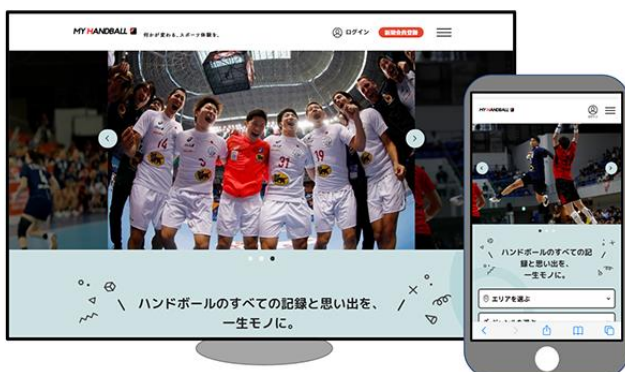 MY HANDBALL
何かが変わる、スポーツ体験を。
ログイン
新規会員登録
14
5
31
19
ハンドボールのすべての記録と思い出を、
一生モノに。
MY HANDBALL
ハンドボールのすべての記
録と思い出を、
一生モノに。
エリアを選ぶ